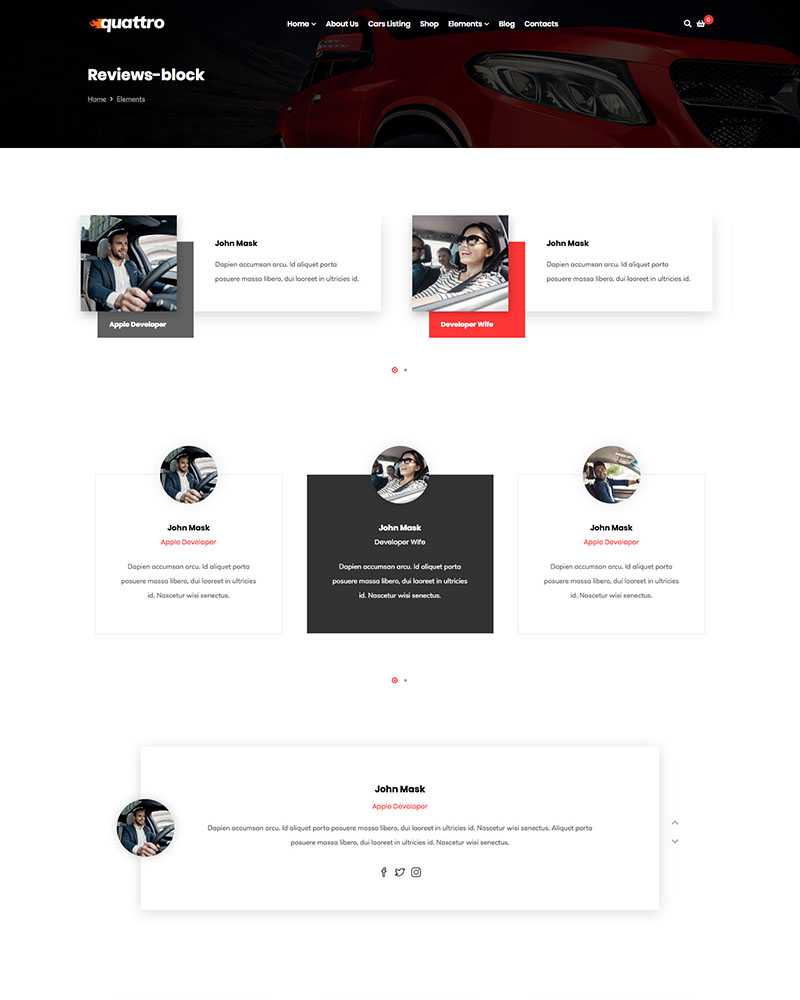 quattro
Home About Us Cars Listing Shop Elements Blog Contacts
6
Reviews-block
Home > Elements
John Mask
Dapien accumsan arcu. Id aliquet porta
posuere massa libero, dui laoreet in ultricies id.
Apple Developer
John Mask
Dapien accumsan arcu. Id aliquet porta
posuere massa libero, dui laoreet in ultricies id.
Developer Wife
John Mask
Apple Developer
Dapien accumsan arcu. Id aliquet porta
posuere massa libero, dui laoreet in ultricies
id. Nascetur wisi senectus.
John Mask
Developer Wife
Dapien accumsan arcu. Id aliquet porta
posuere massa libero, dui laoreet in ultricies
id. Nascetur wisi senectus.
John Mask
Apple Developer
Dapien accumsan arcu. Id aliquet porta
posuere massa libero, dui laoreet in ultricies
id. Nascetur wisi senectus.
John Mask
Apple Developer
Dapien accumsan arcu. Id aliquet porta posuere massa libero, dui laoreet in ultricies id. Nascetur wisi senectus. Aliquet porta
posuere massa libero, dui laoreet in ultricies id. Nascetur wisi senectus.